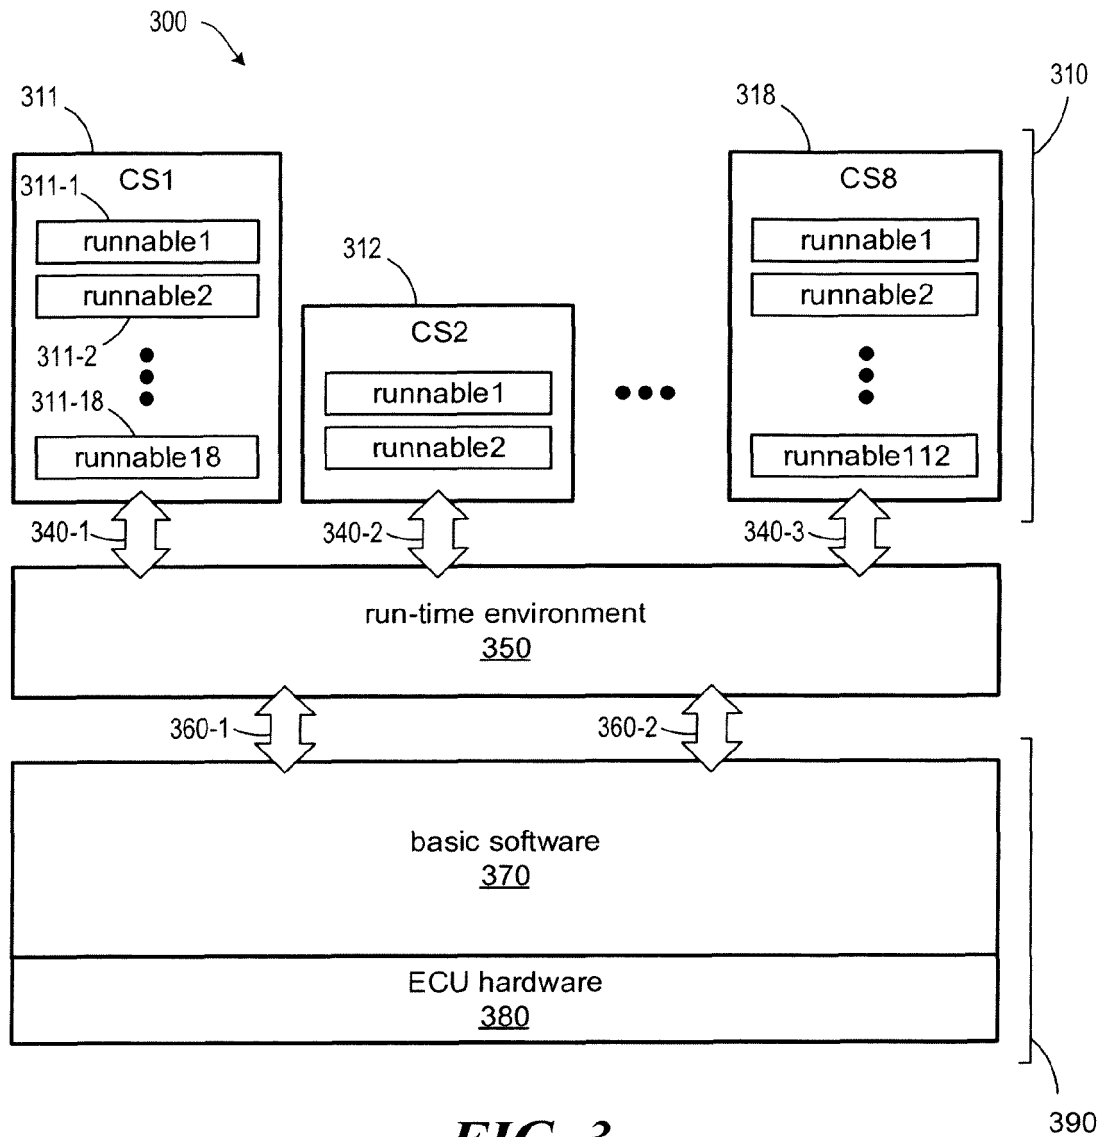 300
310
311
318
CS1
CS8
311-1
runnable1
runnable1
312
runnable2
runnable2
CS2
311-2
runnable1
311-18
runnable2
runnable18
runnable112
340-1
340-2
340-3
run-time environment
350
360-1
360-2
basic software
370
ECU hardware
380
390
FIG. 3